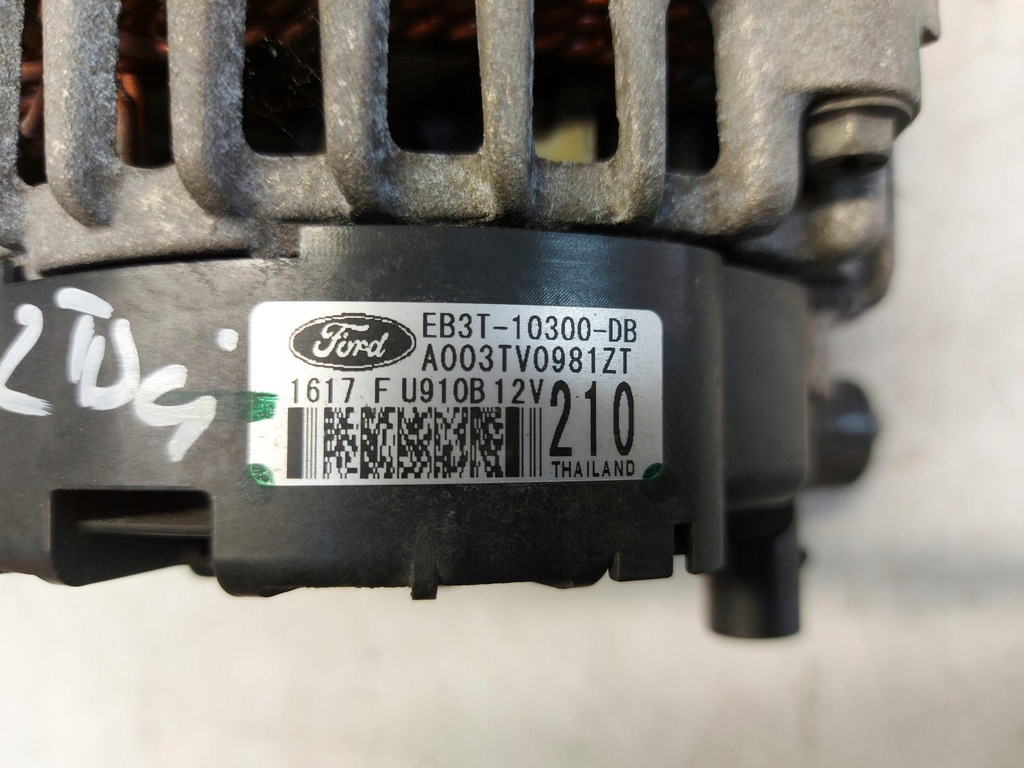 Ford
EB3T-10300-DB
A003TV0981ZT
1617 F U910B 12V
210
THAILAND